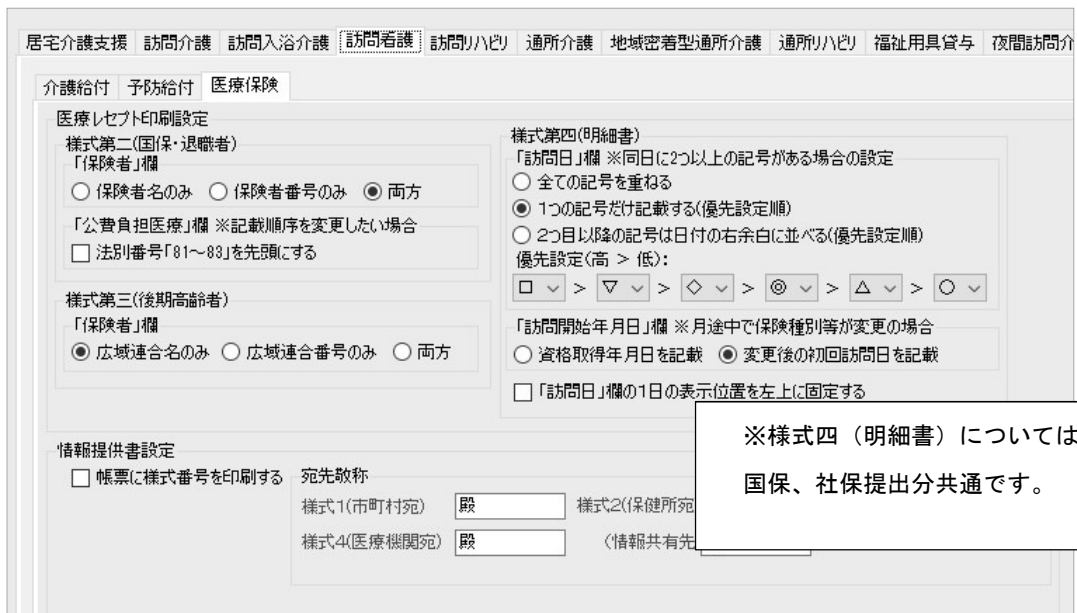 居宅介護支援 訪問介護 訪問入浴介護 訪問看護 訪問リハビリ 通所介護 地域密着型通所介護 通所リハビリ 福祉用具貸与 夜間訪問介
介護給付 予防給付 医療保険
医療レセプト印刷設定
様式第二(国保・退職者)
「保険者」欄
保険者名のみ 保険者番号のみ 両方
「公費負担医療」欄 ※記載順序を変更したい場合
法別番号「81~83」を先頭にする
様式第三(後期高齢者)
「保険者」欄
広域連合名のみ 広域連合番号のみ 両方
様式第四(明細書)
「訪問日」欄 ※同日に2つ以上の記号がある場合の設定
全ての記号を重ねる
1つの記号だけ記載する(優先設定順)
2つ目以降の記号は日付の右余白に並べる(優先設定順)
優先設定(高 > 低):
□ > ▽ > ◇ > ◎ > △ > ○
「訪問開始年月日」欄 ※月途中で保険種別等が変更の場合
資格取得年月日を記載 変更後の初回訪問日を記載
「訪問日」欄の1日の表示位置を左上に固定する
情報提供書設定
帳票に様式番号を印刷する
宛先敬称
様式1(市町村宛) 殿 様式2(保健所宛
様式4(医療機関宛) 殿 (情報共有先
※様式四(明細書)については
国保、社保提出分共通です。